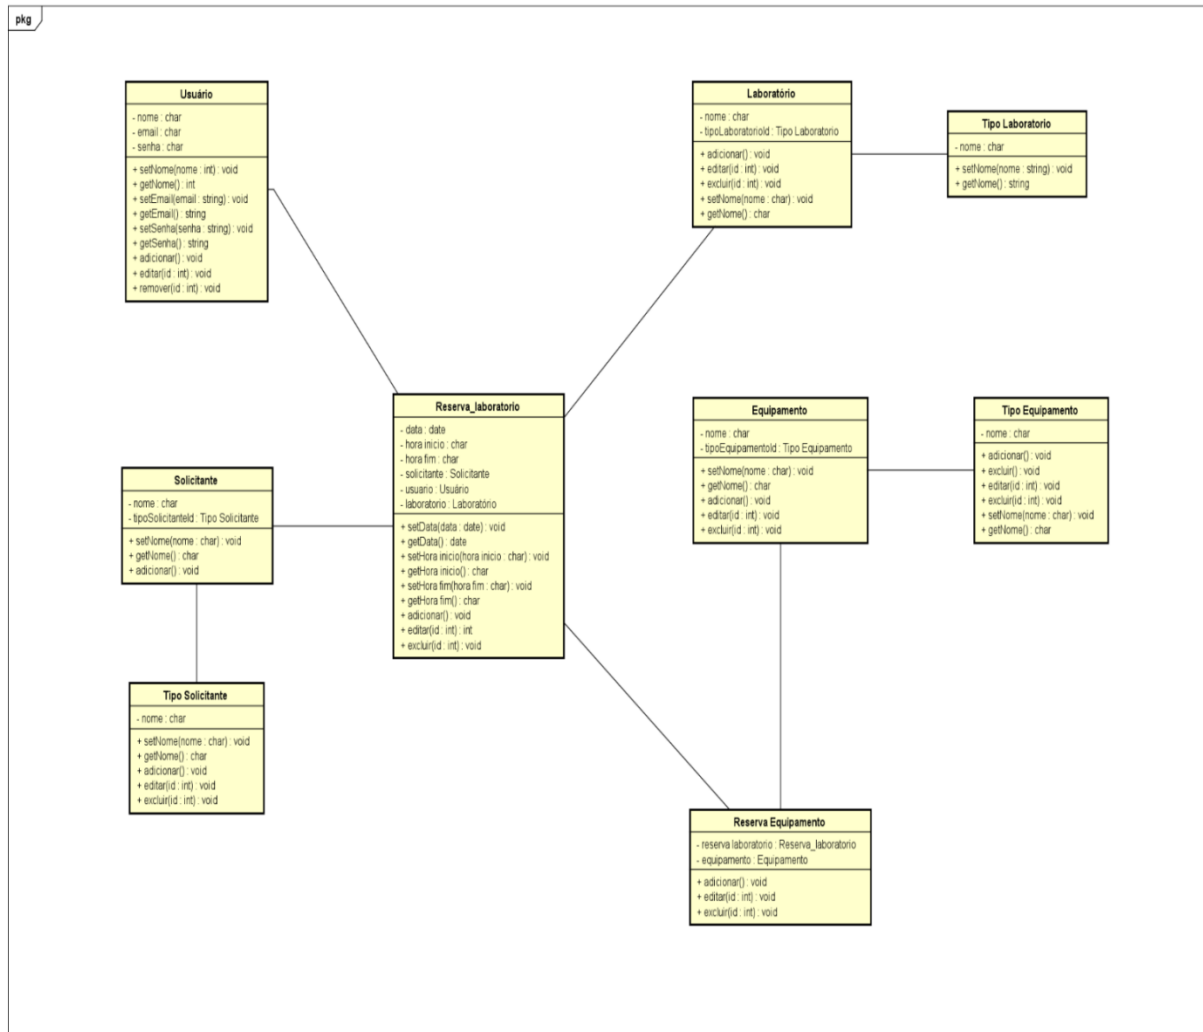 pkg
Usuário
- nome : char
- email : char
- senha : char
+ setNome(nome : int) : void
+ getNome() : int
+ setEmail(email : string) : void
+ getEmail() : string
+ setSenha(senha : string) : void
+ getSenha() : string
+ adicionar() : void
+ editar(id : int) : void
+ remover(id : int) : void
Laboratório
- nome : char
- tipoLaboratorioId : Tipo Laboratorio
+ adicionar() : void
+ editar(id : int) : void
+ excluir(id : int) : void
+ setNome(nome : char) : void
+ getNome() : char
Tipo Laboratorio
- nome : char
+ setNome(nome : string) : void
+ getNome() : string
Reserva_laboratorio
- data : date
- hora inicio : char
- hora fim : char
- solicitante : Solicitante
- usuario : Usuário
- laboratorio : Laboratório
+ setData(data : date) : void
+ getData() : date
+ setHora inicio(hora inicio : char) : void
+ getHora inicio() : char
+ setHora fim(hora fim : char) : void
+ getHora fim() : char
+ adicionar() : void
+ editar(id : int) : int
+ excluir(id : int) : void
Equipamento
- nome : char
- tipoEquipamentoId : Tipo Equipamento
+ setNome(nome : char) : void
+ getNome() : char
+ adicionar() : void
+ editar(id : int) : void
+ excluir(id : int) : void
Tipo Equipamento
- nome : char
+ adicionar() : void
+ excluir() : void
+ editar(id : int) : void
+ excluir(id : int) : void
+ setNome(nome : char) : void
+ getNome() : char
Solicitante
- nome : char
- tipoSolicitanteId : Tipo Solicitante
+ setNome(nome : char) : void
+ getNome() : char
+ adicionar() : void
Tipo Solicitante
- nome : char
+ setNome(nome : char) : void
+ getNome() : char
+ adicionar() : void
+ editar(id : int) : void
+ excluir(id : int) : void
Reserva Equipamento
- reserva laboratorio : Reserva_laboratorio
- equipamento : Equipamento
+ adicionar() : void
+ editar(id : int) : void
+ excluir(id : int) : void